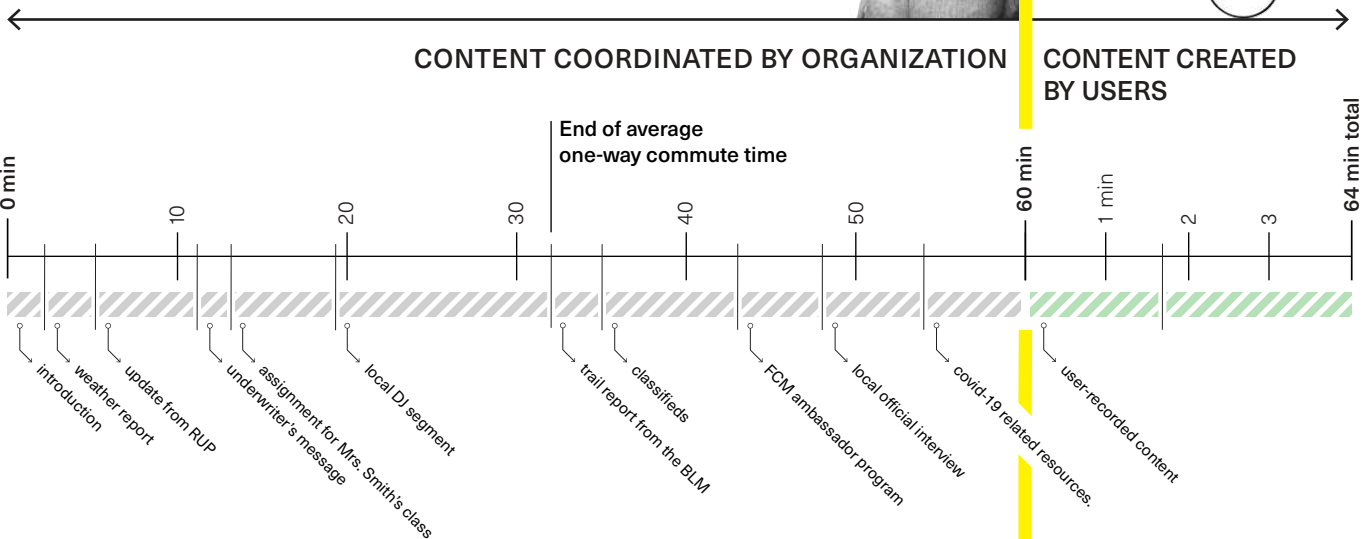 CONTENT COORDINATED BY ORGANIZATION
CONTENT CREATED
BY USERS
End of average
one-way commute time
0 min
10
20
30
40
50
60 min
1 min
2
3
64 min total
introduction
weather report
update from RUP
underwriter's message
assignment for Mrs. Smith's class
local DJ segment
trail report from the BLM
classifieds
FCM ambassador program
local official interview
covid-19 related resources.
user-recorded content